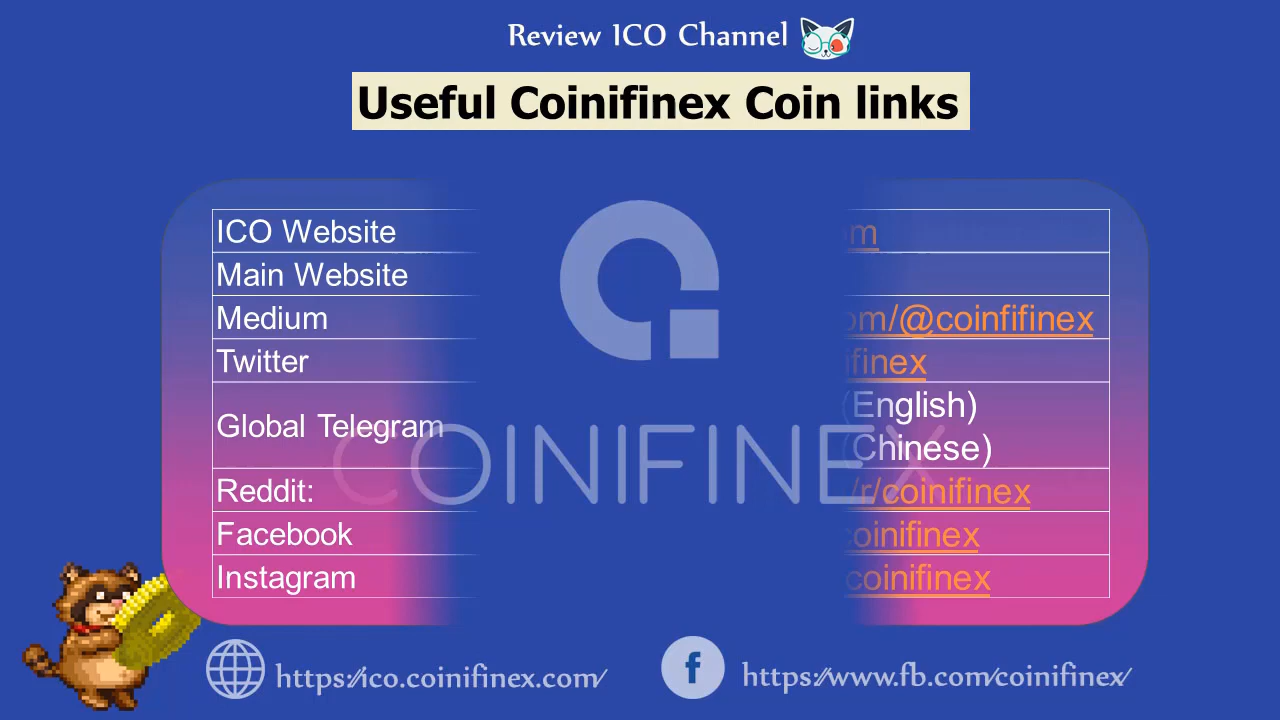 Review ICO Channel
Useful Coinifinex Coin links
ICO Website om
Main Website
Medium om/@coinfifinex
Twitter ifinex
(English)
Global Telegram
(Chinese)
COINIFINEX
Reddit: /r/coinifinex
Facebook coinifinex
Instagram coinifinex
https://ico.coinifinex.com/ f https://www.fb.com/coinifinex/